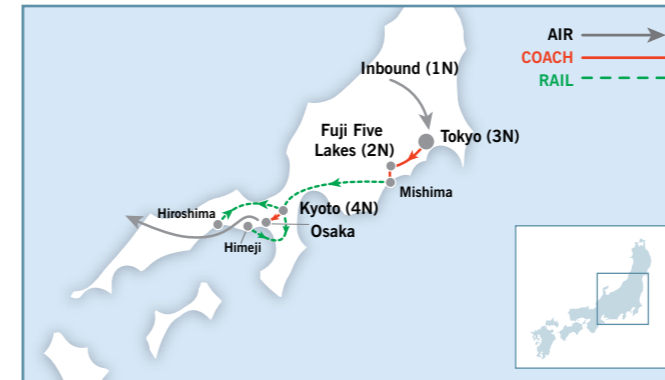 AIR
COACH
RAIL
Inbound (1N)
Tokyo (3N)
Fuji Five
Lakes (2N)
Mishima
Kyoto (4N)
Hiroshima
Osaka
Himeji